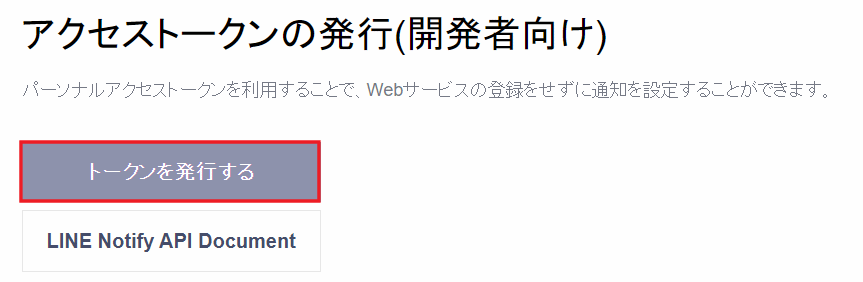 アクセストークンの発行(開発者向け)
パーソナルアクセストークンを利用することで、Webサービスの登録をせずに通知を設定することができます。
トークンを発行する
LINE Notify API Document